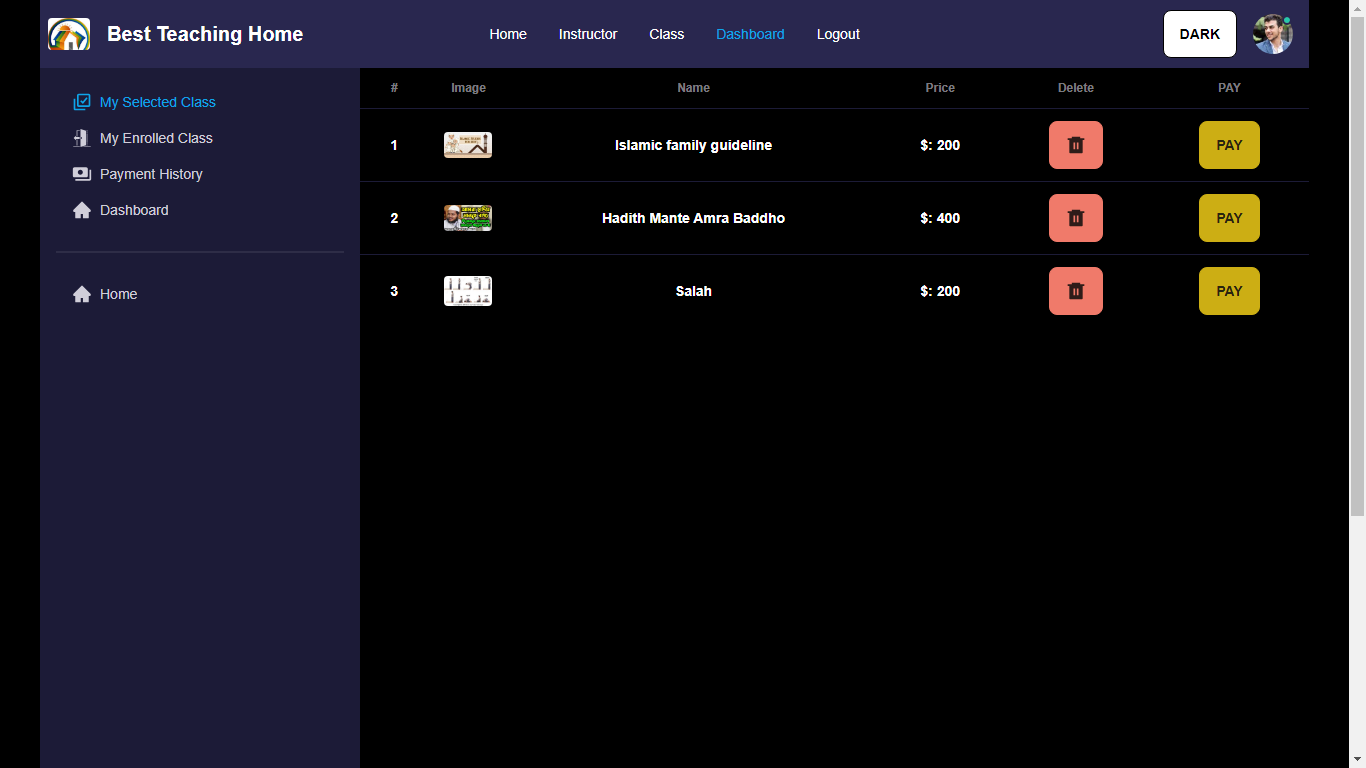 Best Teaching Home
Home Instructor Class Dashboard Logout
DARK
My Selected Class
My Enrolled Class
Payment History
Dashboard
Home
# Image Name Price Delete PAY
1 Islamic family guideline $: 200 PAY
2 Hadith Mante Amra Baddho $: 400 PAY
3 Salah $: 200 PAY